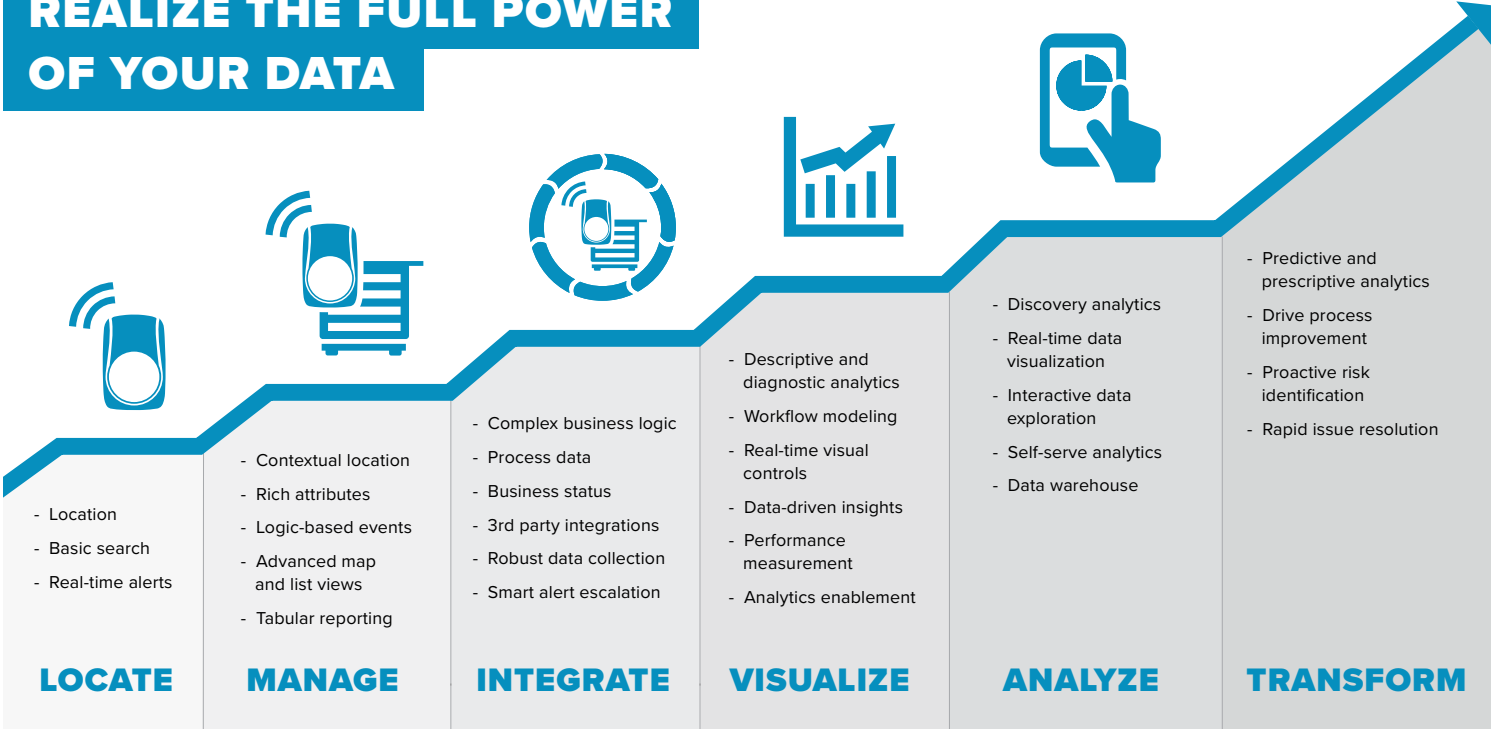 REALIZE THE FULL POWER
OF YOUR DATA
- Location
- Basic search
- Real-time alerts
LOCATE
- Contextual location
- Rich attributes
- Logic-based events
- Advanced map
and list views
- Tabular reporting
MANAGE
- Complex business logic
- Process data
- Business status
- 3rd party integrations
- Robust data collection
- Smart alert escalation
INTEGRATE
- Descriptive and
diagnostic analytics
- Workflow modeling
- Real-time visual
controls
- Data-driven insights
- Performance
measurement
- Analytics enablement
VISUALIZE
- Discovery analytics
- Real-time data
visualization
- Interactive data
exploration
- Self-serve analytics
- Data warehouse
ANALYZE
- Predictive and
prescriptive analytics
- Drive process
improvement
- Proactive risk
identification
- Rapid issue resolution
TRANSFORM